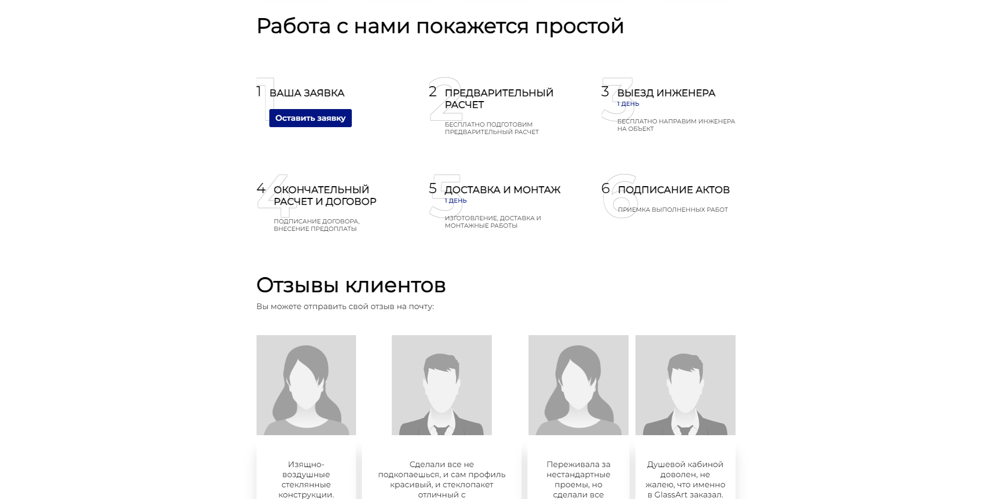 Работа с нами покажется простой
1 ВАША ЗАЯВКА
Оставить заявку
2 ПРЕДВАРИТЕЛЬНЫЙ
РАСЧЕТ
БЕСПЛАТНО ПОДГОТОВИМ
ПРЕДВАРИТЕЛЬНЫЙ РАСЧЕТ
3 ВЫЕЗД ИНЖЕНЕРА
1 ДЕНЬ
БЕСПЛАТНО НАПРАВИМ ИНЖЕНЕРА
НА ОБЪЕКТ
4 ОКОНЧАТЕЛЬНЫЙ
РАСЧЕТ И ДОГОВОР
ПОДПИСАНИЕ ДОГОВОРА,
ВНЕСЕНИЕ ПРЕДОПЛАТЫ
5 ДОСТАВКА И МОНТАЖ
1 ДЕНЬ
ИЗГОТОВЛЕНИЕ, ДОСТАВКА И
МОНТАЖНЫЕ РАБОТЫ
6 ПОДПИСАНИЕ АКТОВ
ПРИЕМКА ВЫПОЛНЕННЫХ РАБОТ
Отзывы клиентов
Вы можете отправить свой отзыв на почту:
Изящно-
воздушные
стеклянные
конструкции.
Сделали все не
подкопаешься, и сам профиль
красивый, и стеклопакет
отличный с
Переживала за
нестандартные
проемы, но
сделали все
Душевой кабиной
доволен, не
жалею, что именно
в GlassArt заказал.